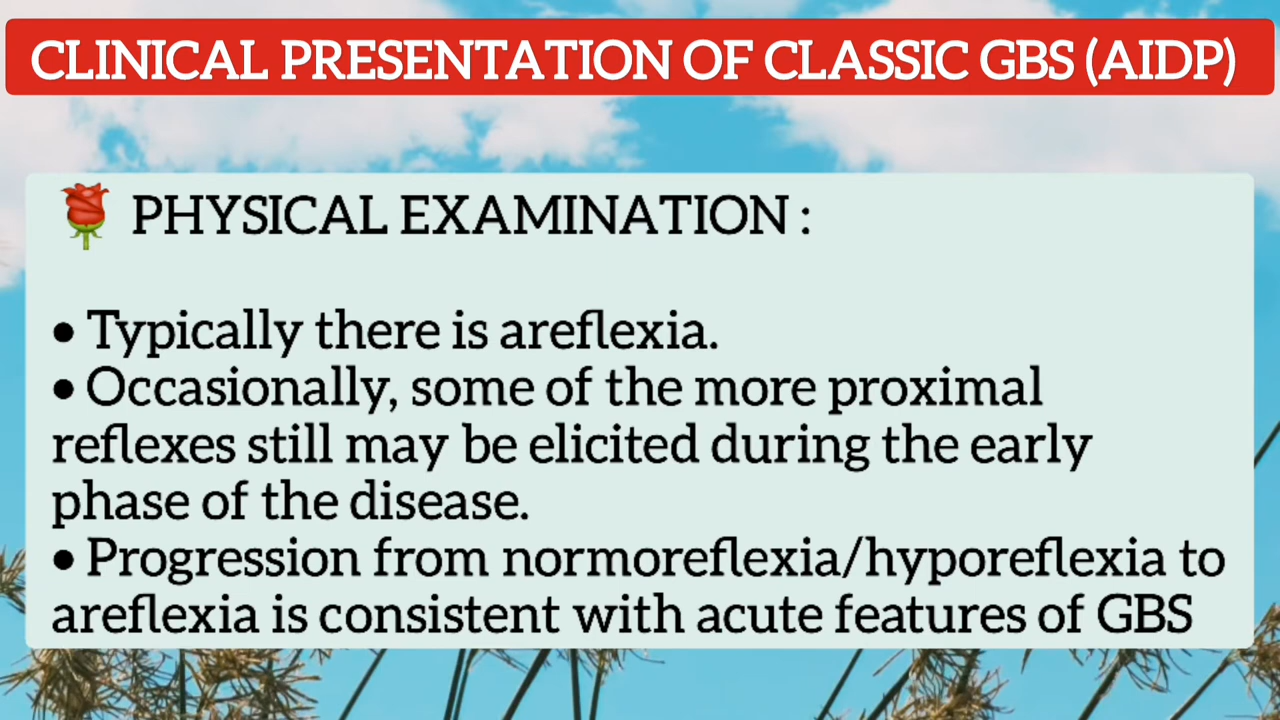 CLINICAL PRESENTATION OF CLASSIC GBS (AIDP)
🌹 PHYSICAL EXAMINATION :
• Typically there is areflexia.
• Occasionally, some of the more proximal
reflexes still may be elicited during the early
phase of the disease.
• Progression from normoreflexia/hyporeflexia to
areflexia is consistent with acute features of GBS